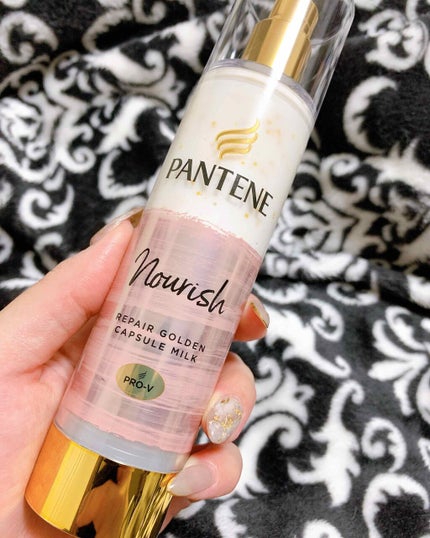 PANTENE
Nourish
REPAIR GOLDEN
CAPSULE MILK
PRO-V